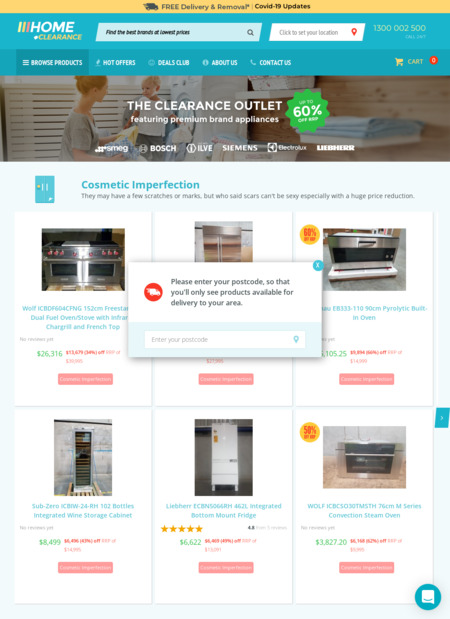 FREE Delivery & Removal* | Covid-19 Updates
HOME
CLEARANCE
Find the best brands at lowest prices
Click to set your location
1300 002 500
CALL 24/7
BROWSE PRODUCTS
HOT OFFERS
DEALS CLUB
ABOUT US
CONTACT US
CART
0
THE CLEARANCE OUTLET
featuring premium brand appliances
UP TO
60%
OFF RRP
smeg
BOSCH
ILVE
SIEMENS
Electrolux
LIEBHERR
Cosmetic Imperfection
They may have a few scratches or marks, but who said scars can't be sexy especially with a huge price reduction.
Wolf ICBDF604CFNG 152cm Freesta
Dual Fuel Oven/Stove with Infra
Chargrill and French Top
No reviews yet
$26,316
$13,679 (34%) off RRP of
$39,995
Cosmetic Imperfection
Cosmetic Imperfection
60%
OFF RRP
au EB333-110 90cm Pyrolytic Built-
in Oven
yet
,105.25
$9,894 (66%) off RRP of
$14,999
Cosmetic Imperfection
X
Please enter your postcode, so that
you'll only see products available for
delivery to your area.
Enter your postcode
Sub-Zero ICBIW-24-RH 102 Bottles
Integrated Wine Storage Cabinet
No reviews yet
$8,499
$6,496 (43%) off RRP of
$14,995
Cosmetic Imperfection
Liebherr ECBN5066RH 462L Integrated
Bottom Mount Fridge
4.8 from 5 reviews
$6,622
$6,469 (49%) off RRP of
$13,091
Cosmetic Imperfection
50%
OFF RRP
WOLF ICBCSO30TMSTH 76cm M Series
Convection Steam Oven
No reviews yet
$3,827.20
$6,168 (62%) off RRP of
$9,995
Cosmetic Imperfection